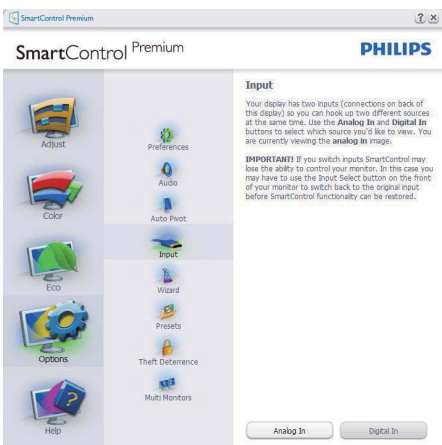 SmartControl Premium
SmartControl Premium
PHILIPS
Adjust
Color
Eco
Options
Help
Preferences
Audio
Auto Pivot
Input
Wizard
Presets
Theft Deterrence
Multi Monitors
Input
Your display has two inputs (connections on back of
this display) so you can hook up two different sources
at the same time. Use the Analog In and Digital In
buttons to select which source you'd like to view. You
are currently viewing the analog in image.
IMPORTANT! If you switch inputs SmartControl may
lose the ability to control your monitor. In this case you
may have to use the Input Select button on the front
of your monitor to switch back to the original input
before SmartControl functionality can be restored.
Analog In
Digital In